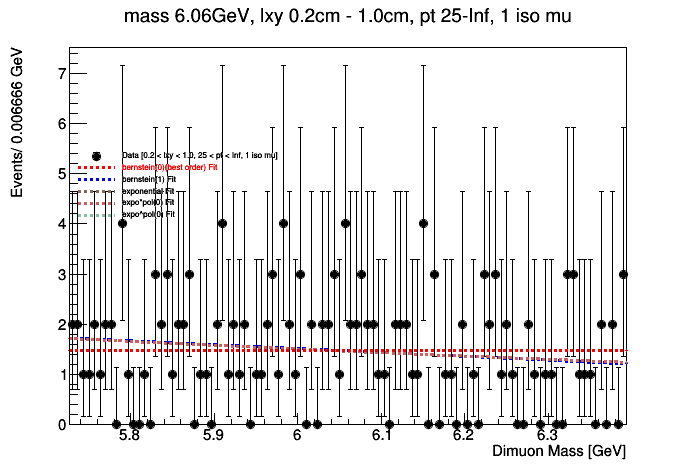 mass 6.06GeV, lxy 0.2cm - 1.0cm, pt 25-Inf, 1 iso mu
Events/ 0.006666 GeV
7
6
5
4
3
2
1
0
Data [0.2 < lxy < 1.0, 25 < pt < Inf, 1 iso mu]
bernstein[0](best order) Fit
bernstein(1) Fit
exponential Fit
expo*pol(0) Fit
expo^pol(0) Fit
5.8 5.9 6 6.1 6.2 6.3
Dimuon Mass [GeV]